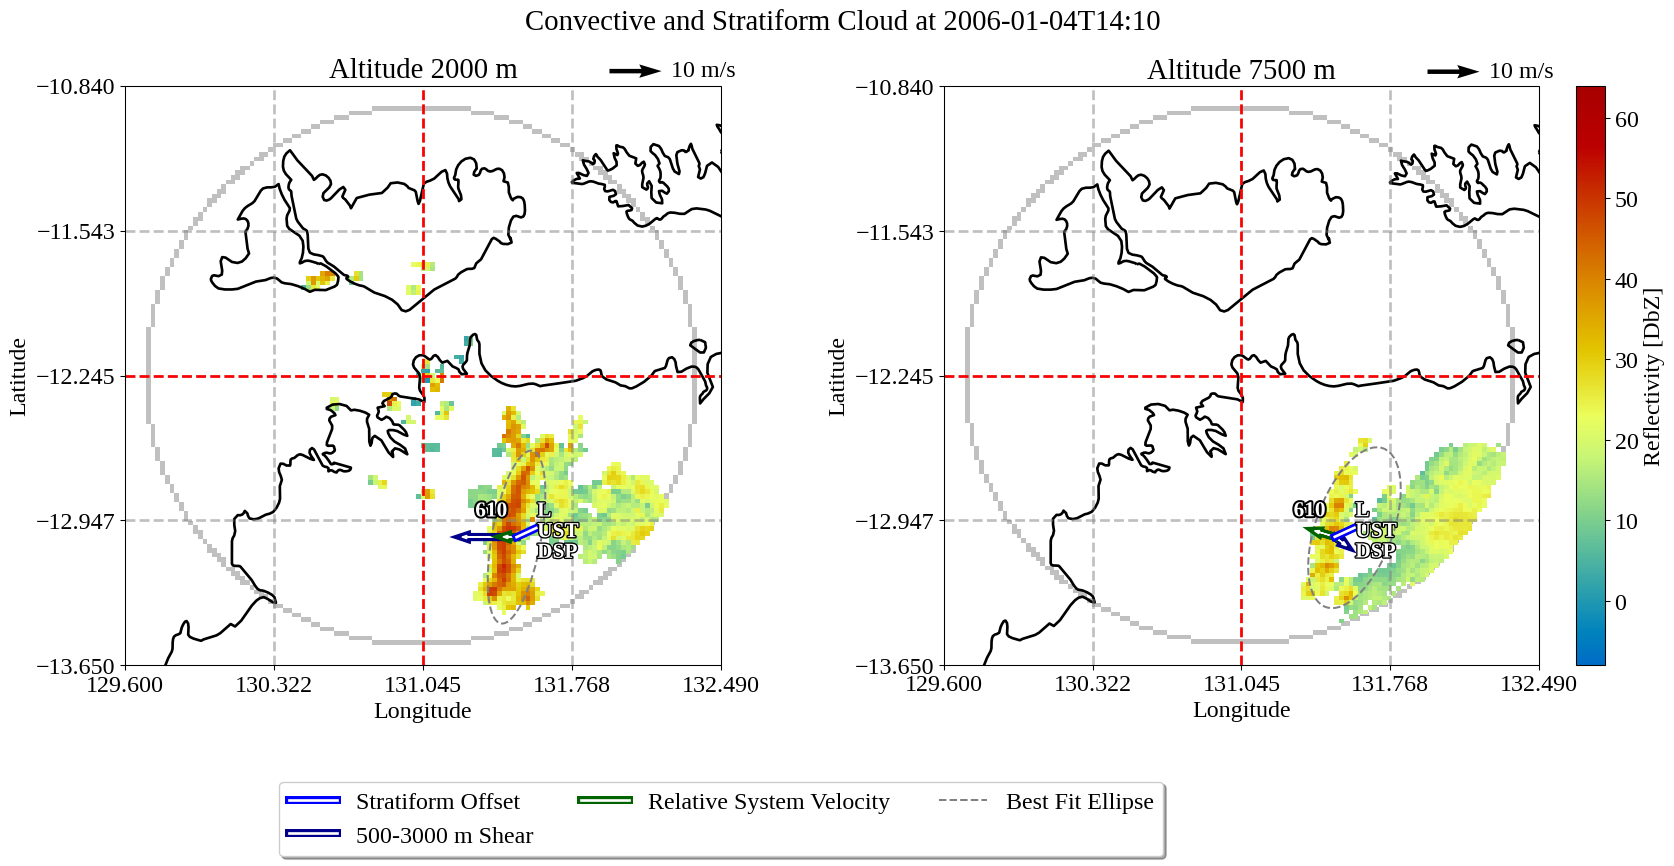 Convective and Stratiform Cloud at 2006-01-04T14:10
Altitude 2000 m
10 m/s
−10.840
−11.543
−12.245
−12.947
−13.650
129.600
130.322
131.045
131.768
132.490
Latitude
Longitude
610
L
UST
DSP
Altitude 7500 m
10 m/s
−10.840
−11.543
−12.245
−12.947
−13.650
129.600
130.322
131.045
131.768
132.490
Latitude
Longitude
610
L
UST
DSP
60
50
40
30
20
10
0
Reflectivity [DbZ]
Stratiform Offset
500-3000 m Shear
Relative System Velocity
Best Fit Ellipse